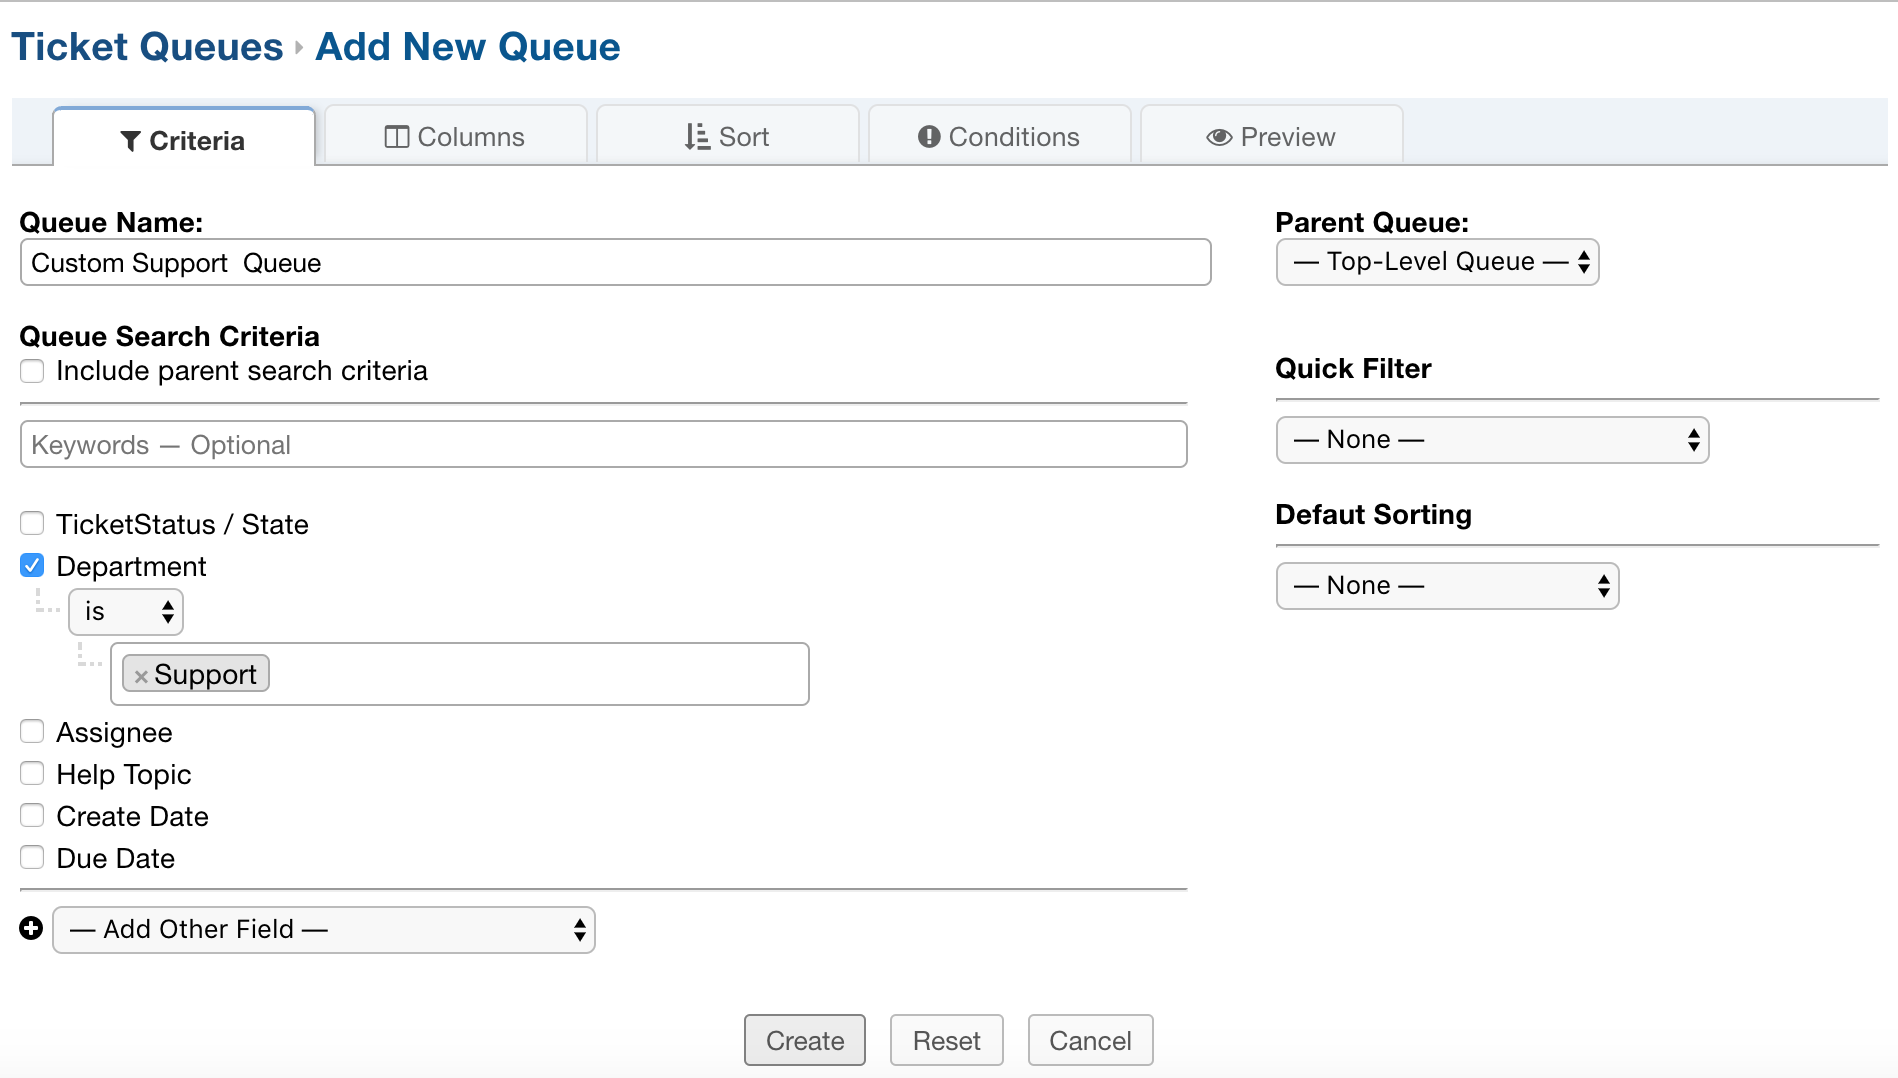 Ticket Queues Add New Queue
Criteria Columns Sort Conditions Preview
Queue Name:
Custom Support  Queue
Parent Queue:
— Top-Level Queue —
Queue Search Criteria
Include parent search criteria
Keywords — Optional
Quick Filter
— None —
Defaut Sorting
— None —
TicketStatus / State
Department
is
× Support
Assignee
Help Topic
Create Date
Due Date
— Add Other Field —
Create Reset Cancel